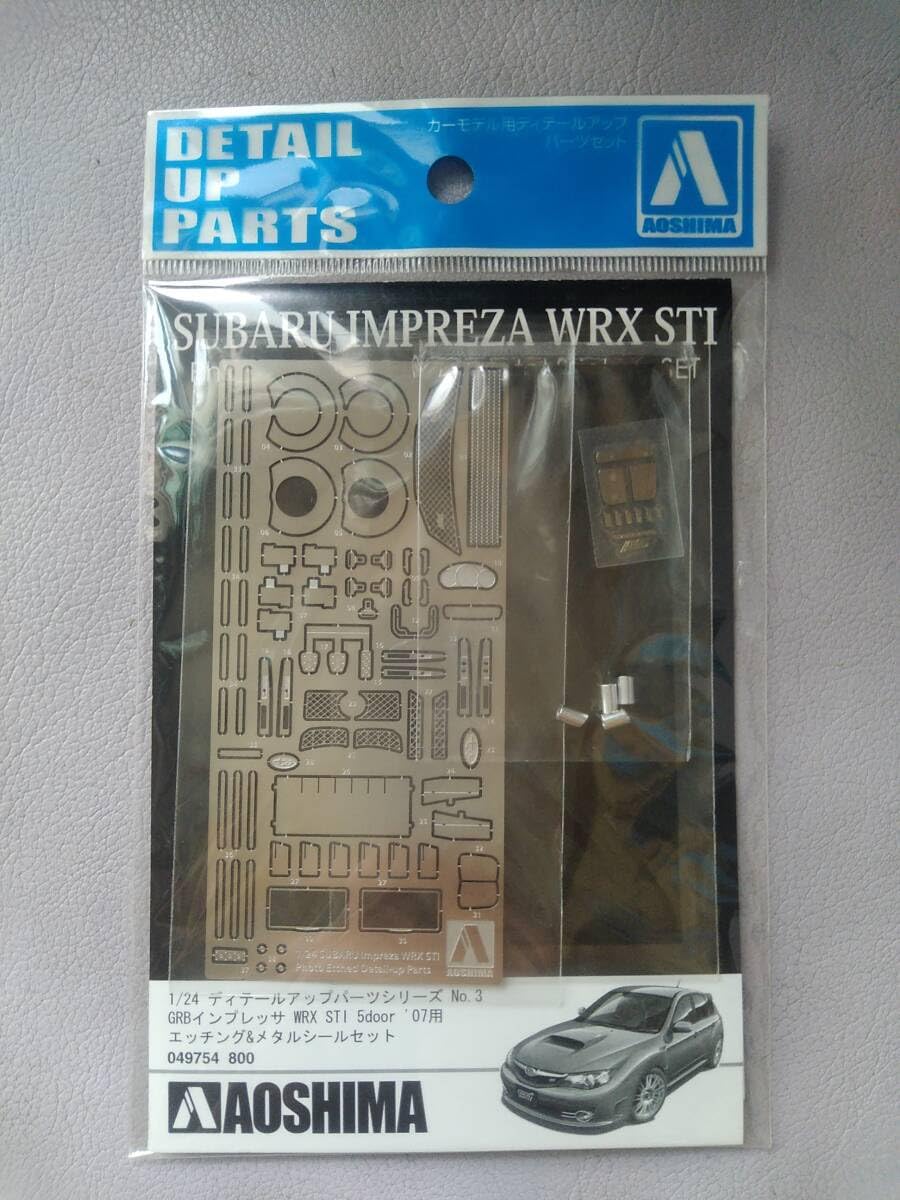 DETAIL
UP
PARTS
カーモデル用ディテールアップ
パーツセット
AOSHIMA
SUBARU IMPREZA WRX STI
SET
1/24 SUBARU Impreza WRX STI
Photo Etched Detail-up Parts
AOSHIMA
1/24 ディテールアップパーツシリーズ No.3
GRBインプレッサ WRX STI 5door '07用
エッチング&メタルシールセット
049754 800
AOSHIMA